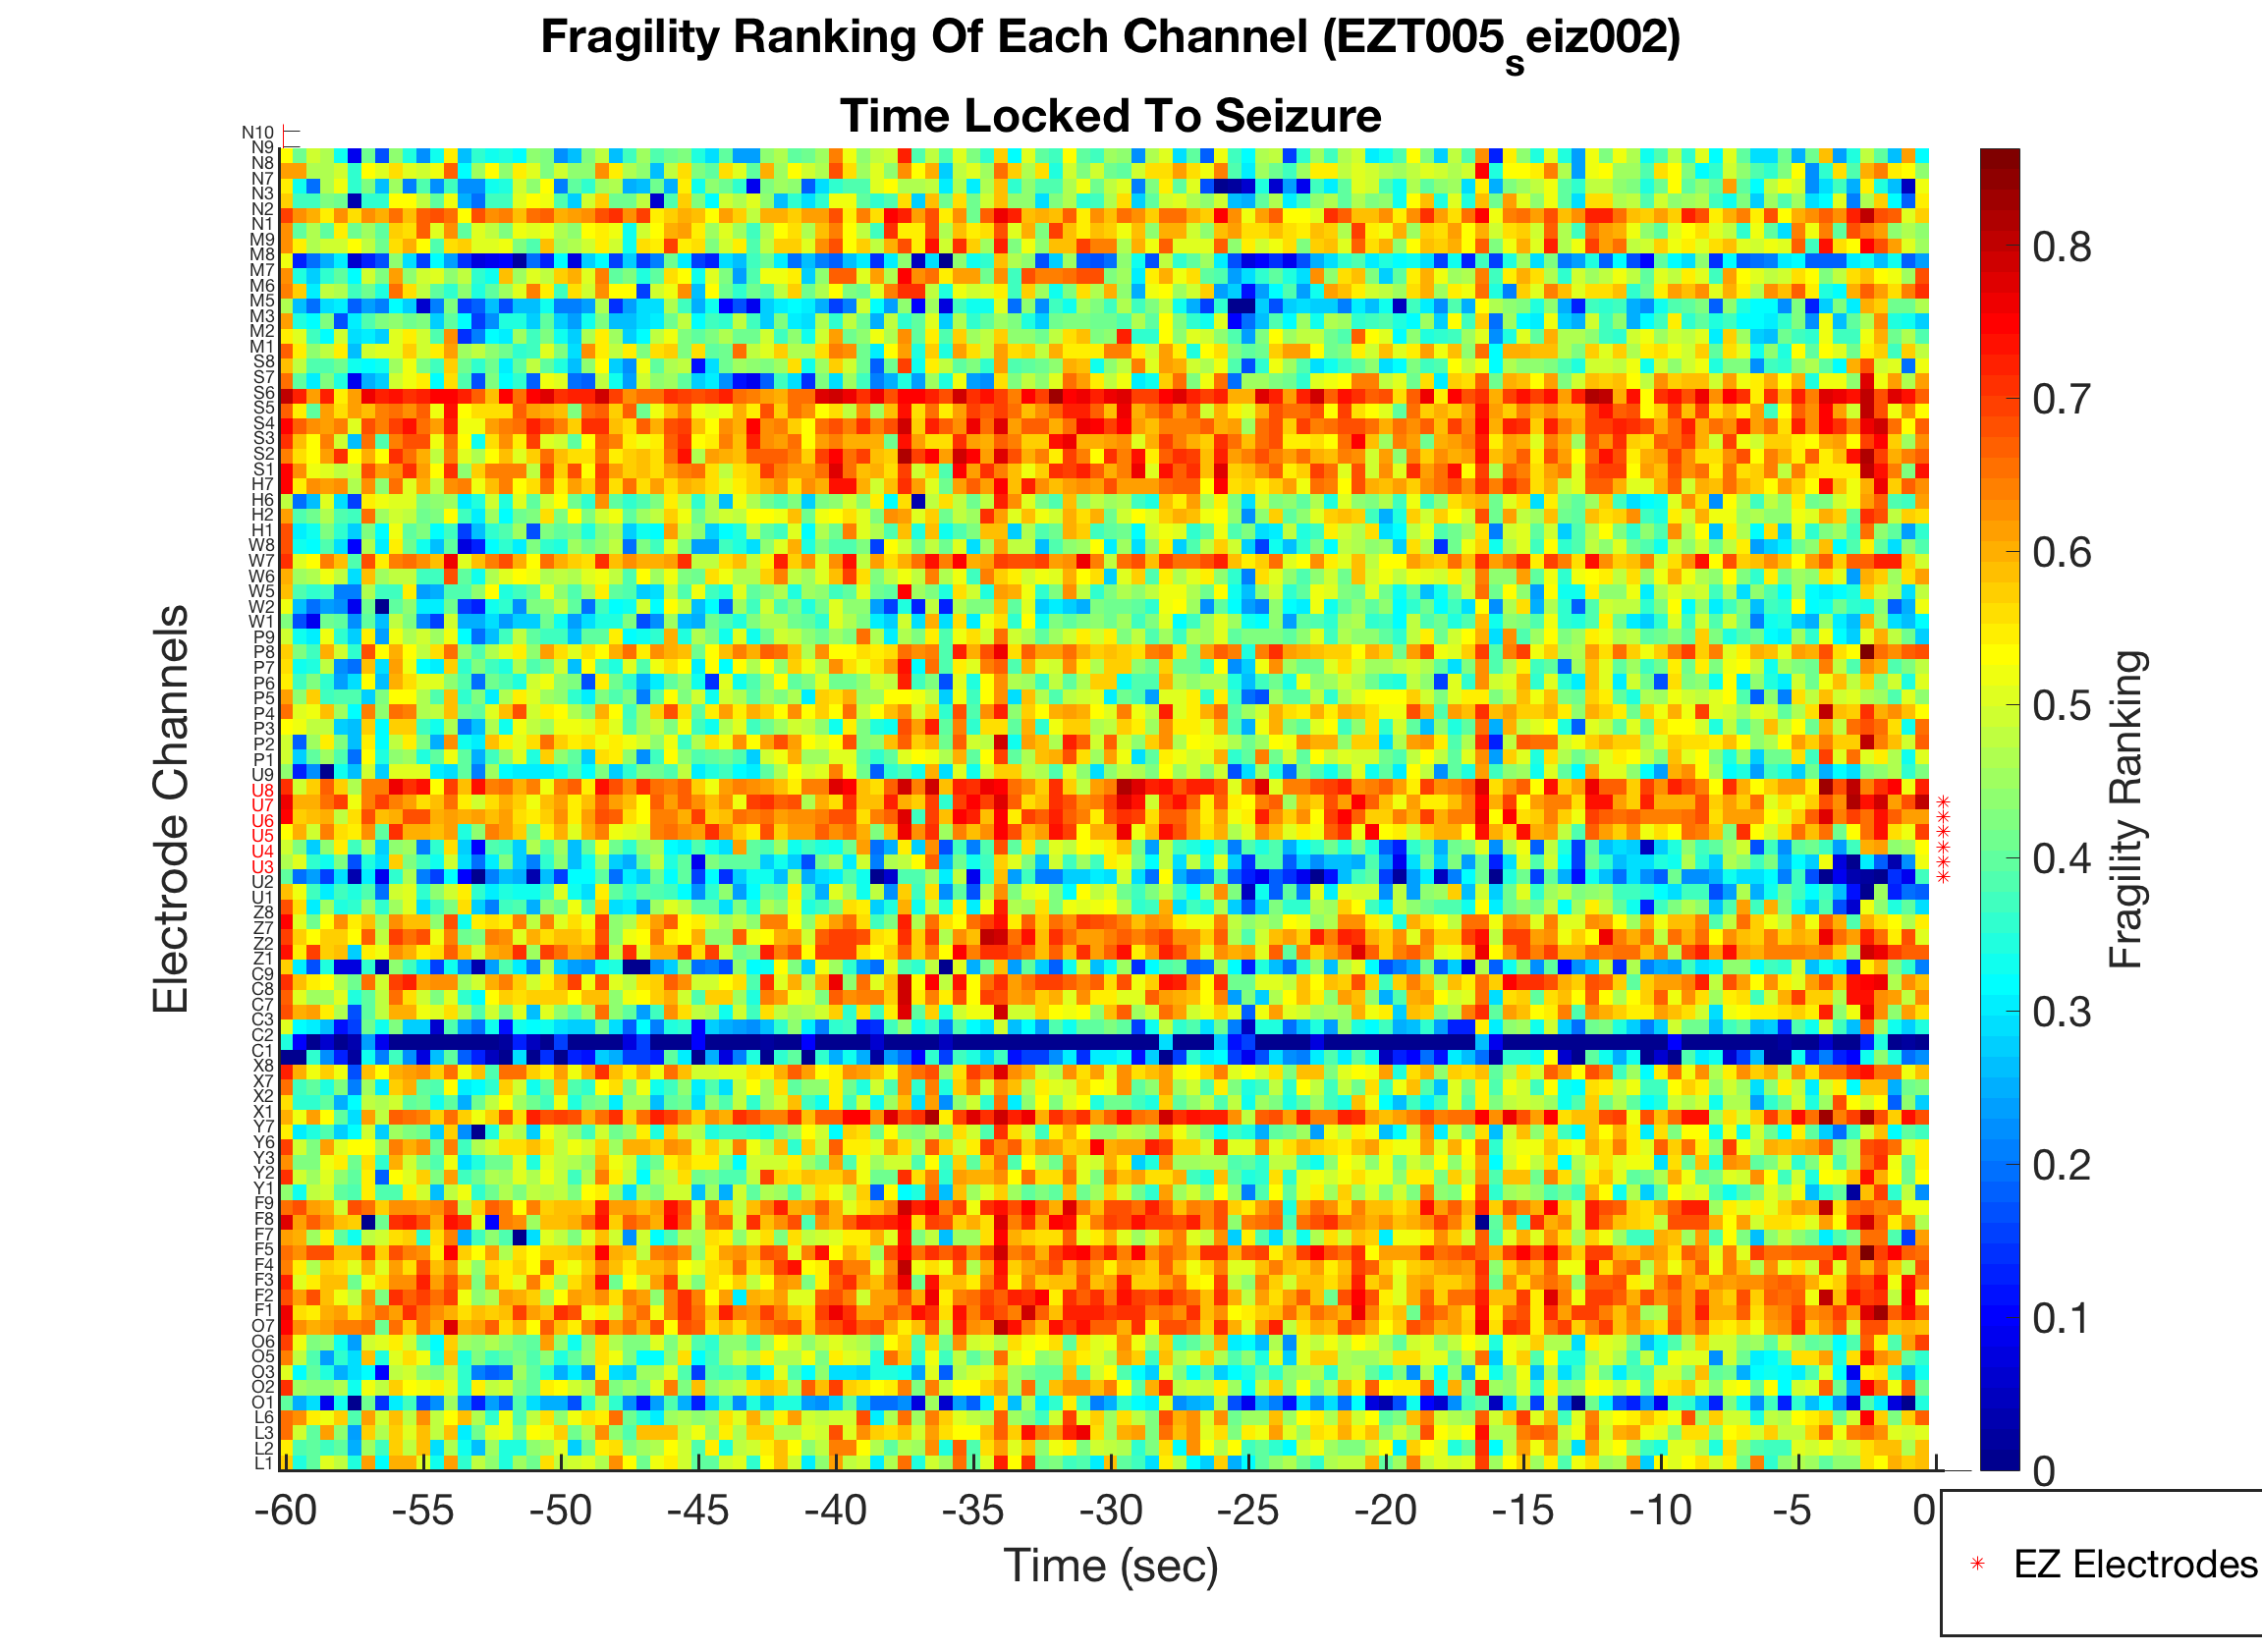 Fragility Ranking Of Each Channel (EZT005seiz002)
Time Locked To Seizure
N10
N9
N8
N7
N3
N2
N1
M9
M8
M7
M6
M5
M3
M2
M1
S8
S7
S6
S5
S4
S3
S2
S1
H7
H6
H2
H1
W8
W7
W6
W5
W2
W1
P9
P8
P7
P6
P5
P4
P3
P2
P1
U9
U8
U7
U6
U5
U4
U3
U2
U1
Z8
Z7
Z2
Z1
C9
C8
C7
C3
C2
C1
X8
X7
X2
X1
Y7
Y6
Y3
Y2
Y1
F9
F8
F7
F5
F4
F3
F2
F1
O7
O6
O5
O3
O2
O1
L6
L3
L2
L1
Electrode Channels
-60 -55 -50 -45 -40 -35 -30 -25 -20 -15 -10 -5 0
Time (sec)
0.8
0.7
0.6
0.5
0.4
0.3
0.2
0.1
0
Fragility Ranking
EZ Electrodes